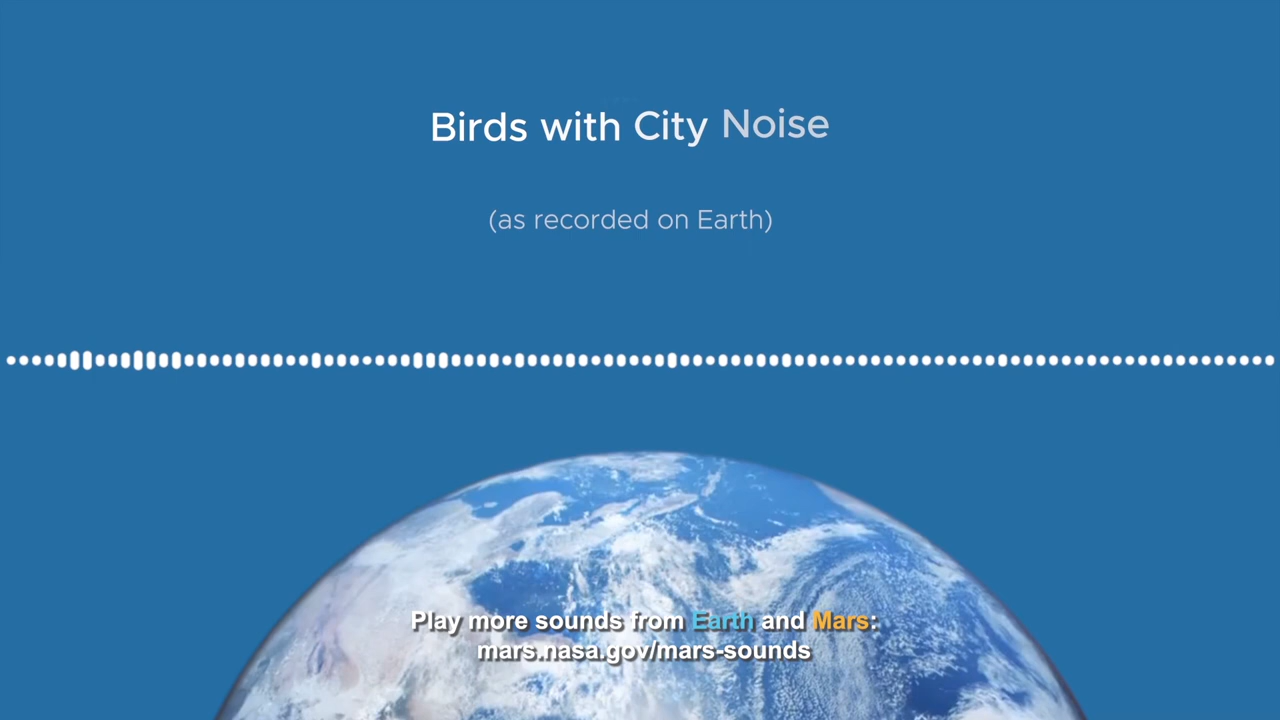 Birds with City Noise
(as recorded on Earth)
Play more sounds from Earth and Mars:
mars.nasa.gov/mars-sounds